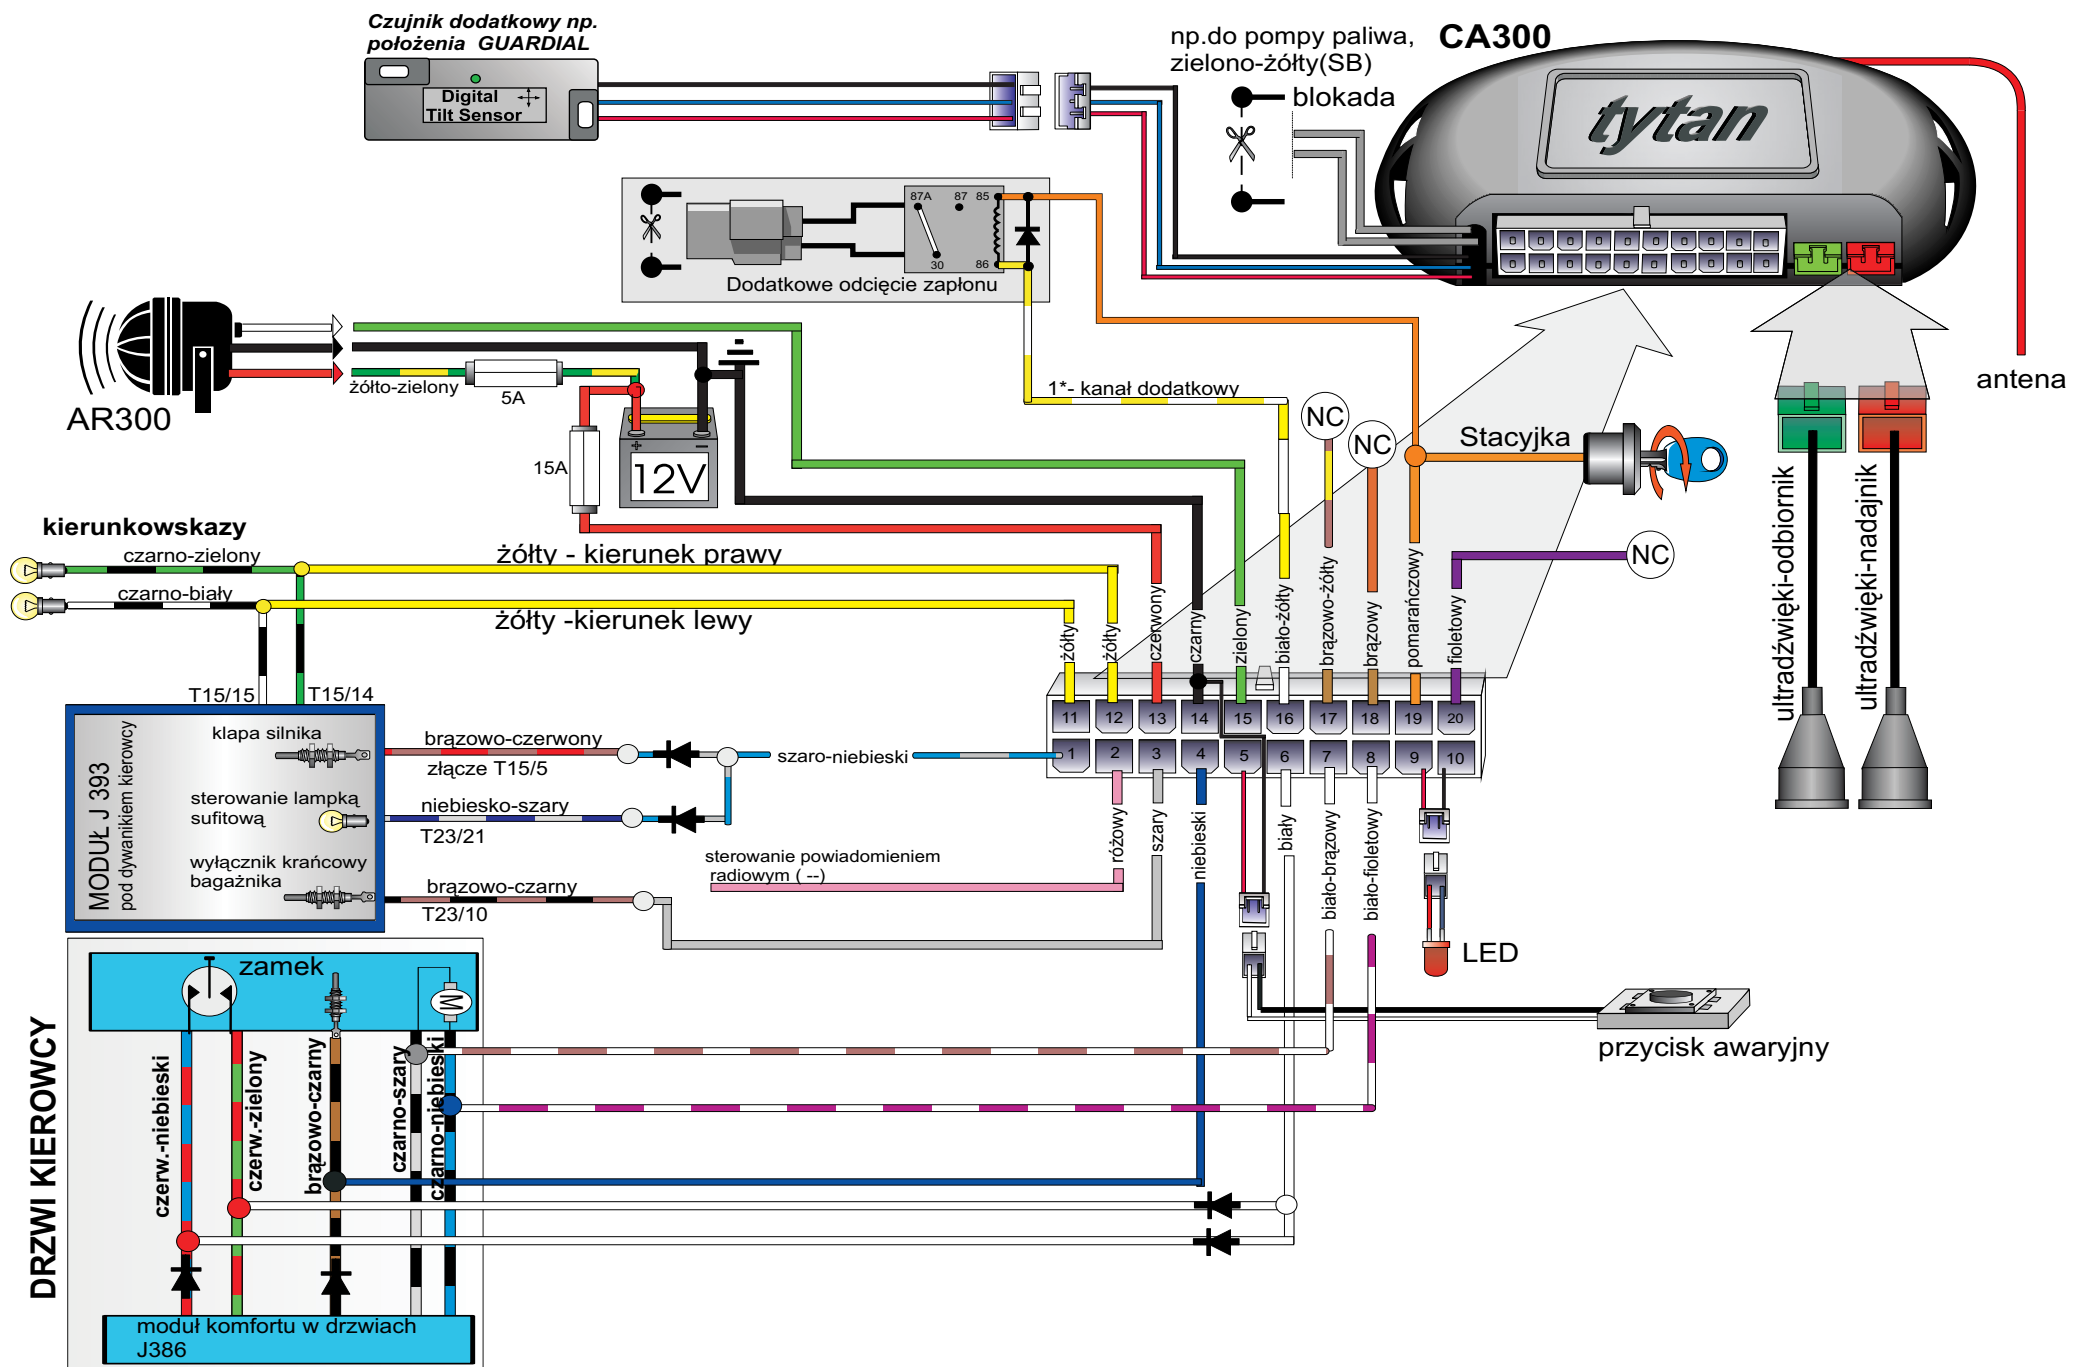 Czujnik dodatkowy np.
położenia GUARDIAL
Digital
Tilt Sensor
np.do pompy paliwa,
zielono-żółty(SB)
CA300
blokada
tytan
87A
87
85
30
86
Dodatkowe odcięcie zapłonu
AR300
żółto-zielony
5A
15A
+
–
12V
1*- kanał dodatkowy
NC
NC
Stacyjka
NC
antena
ultradźwięki-odbiornik
ultradźwięki-nadajnik
kierunkowskazy
czarno-zielony
żółty - kierunek prawy
czarno-biały
żółty -kierunek lewy
T15/15
T15/14
żółty
żółty
czerwony
czarny
zielony
biało-żółty
brązowo-żółty
brązowy
pomarańczowy
fioletowy
11
12
13
14
15
16
17
18
19
20
1
2
3
4
5
6
7
8
9
10
MODUŁ J 393
pod dywanikiem kierowcy
klapa silnika
sterowanie lampką
sufitową
wyłącznik krańcowy
bagażnika
brązowo-czerwony
złącze T15/5
szaro-niebieski
niebiesko-szary
T23/21
brązowo-czarny
T23/10
sterowanie powiadomieniem
radiowym ( --)
różowy
szary
niebieski
biały
biało-brązowy
biało-fioletowy
LED
przycisk awaryjny
DRZWI KIEROWCY
zamek
M
czerw.-niebieski
czerw.-zielony
brązowo-czarny
czarno-szary
czarno-niebieski
moduł komfortu w drzwiach
J386